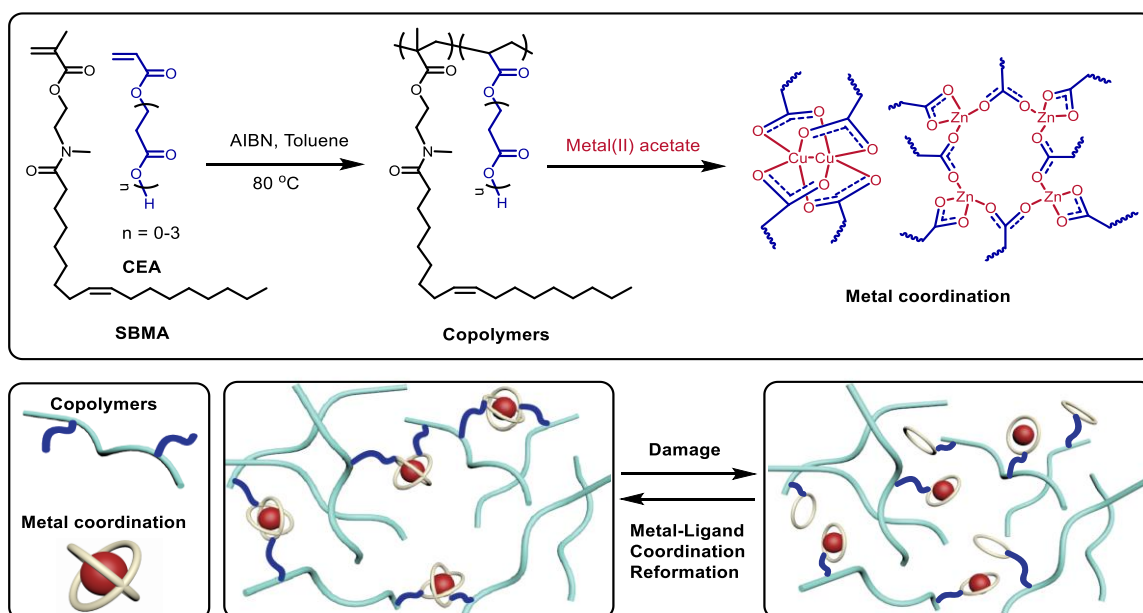 O
O
O
O
N
O
O
O
H
n
n = 0-3
CEA
SBMA
AIBN, Toluene
80 °C
( )( )
O
O
O
O
N
O
O
O
n
H
Copolymers
Metal(II) acetate
O
O
O
O
Cu
Cu
O
O
O
O
O
Zn
O
O
O
O
Zn
O
O
O
O
O
O
Zn
O
O
O
O
Zn
O
Metal coordination
Copolymers
Metal coordination
Damage
Metal-Ligand
Coordination
Reformation